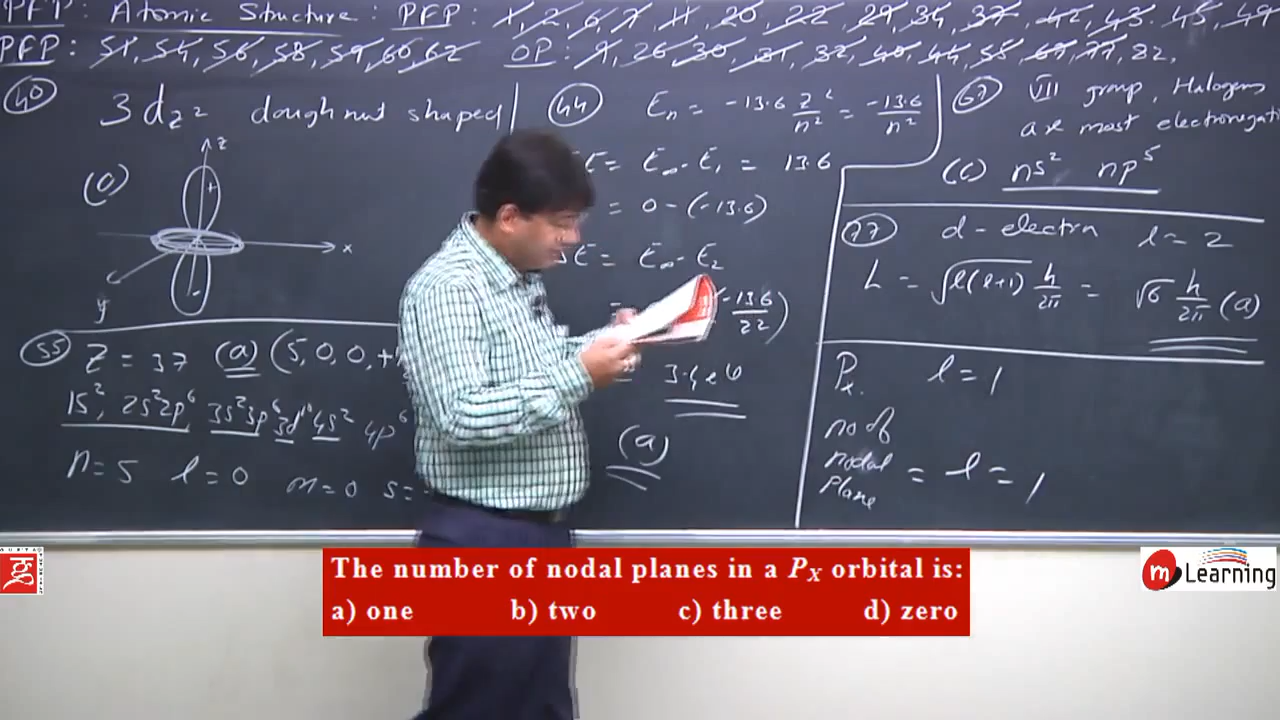 PFP: Atomic Structure: PFP: 1, 2, 6, 7, 11, 20, 22, 29, 34, 37, 42, 43, 45, 49
PFP: 51, 54, 56, 58, 59, 60, 62 OP: 9, 26, 30, 31, 32, 40, 44, 55, 67, 77, 82,
40
3dz² doughnut shaped
(c)
z
+
x
y
-
55 Z = 37 (a) (5, 0, 0, +
1s², 2s²2p⁶ 3s²3p⁶ 3d¹⁰ 4s² 4p⁶
n = 5 l = 0 m = 0 s =
44 En = -13.6 z²/n² = -13.6/n²
E = E∞ - E₁ = 13.6
= 0 - (-13.6)
E = E∞ - E₂
-13.6/22)
= 3.4 eV
(a)
67 VII group, Halogens
are most electronegati
(c) ns² np⁵
77 d-electron l = 2
L = √l(l+1) h/2π = √6 h/2π (a)
Px l = 1
no of
nodal
plane = l = 1
The number of nodal planes in a PX orbital is:
a) one b) two c) three d) zero
GUPTA
m Learning